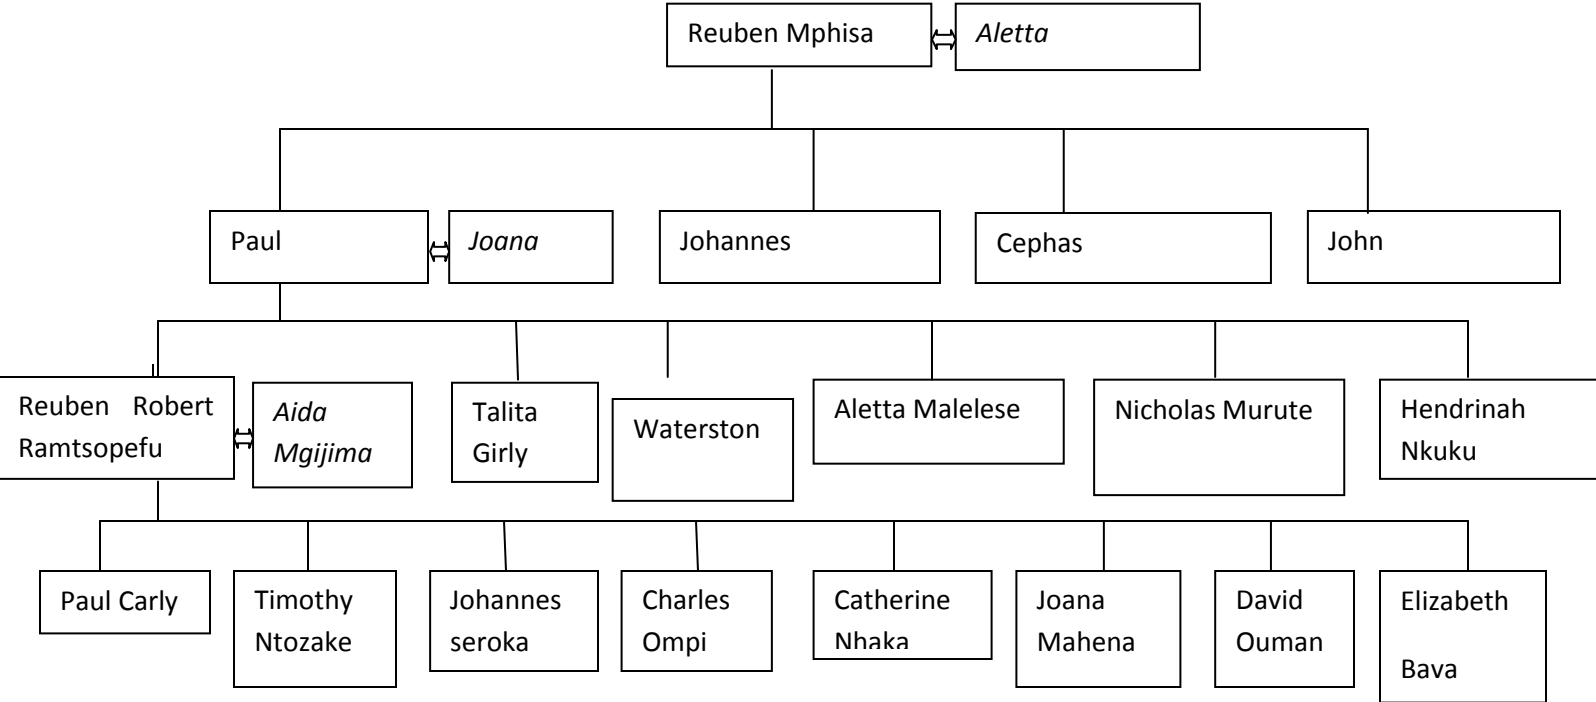 Reuben Mphisa
Aletta
Paul
Joana
Johannes
Cephas
John
Reuben Robert
Ramtsopefu
Aida
Mgijima
Talita
Girly
Waterston
Aletta Malelese
Nicholas Murute
Hendrinah
Nkuku
Paul Carly
Timothy
Ntozake
Johannes
seroka
Charles
Ompi
Catherine
Nhaka
Joana
Mahena
David
Ouman
Elizabeth
Bava